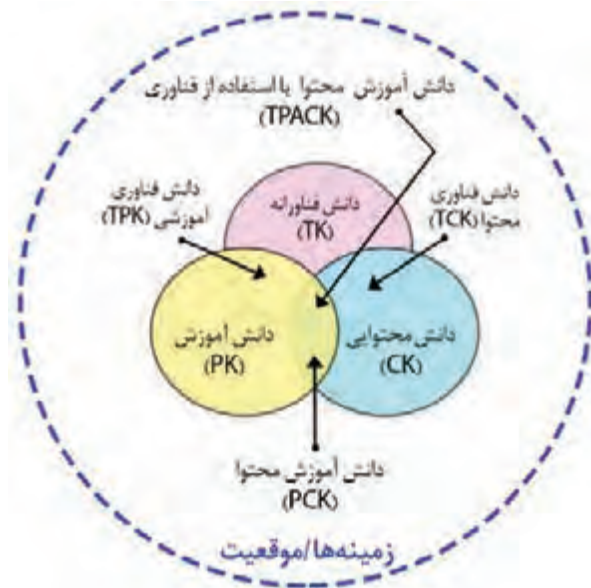 دانش آموزش محتوا با استفاده از فناوری
(TPACK)
دانش فناوری
آموزشی (TPK)
دانش فناورانه
(TK)
دانش فناوری
محتوا (TCK)
دانش آموزش
(PK)
دانش محتوایی
(CK)
دانش آموزش محتوا
(PCK)
زمینه‌ها/موقعیت